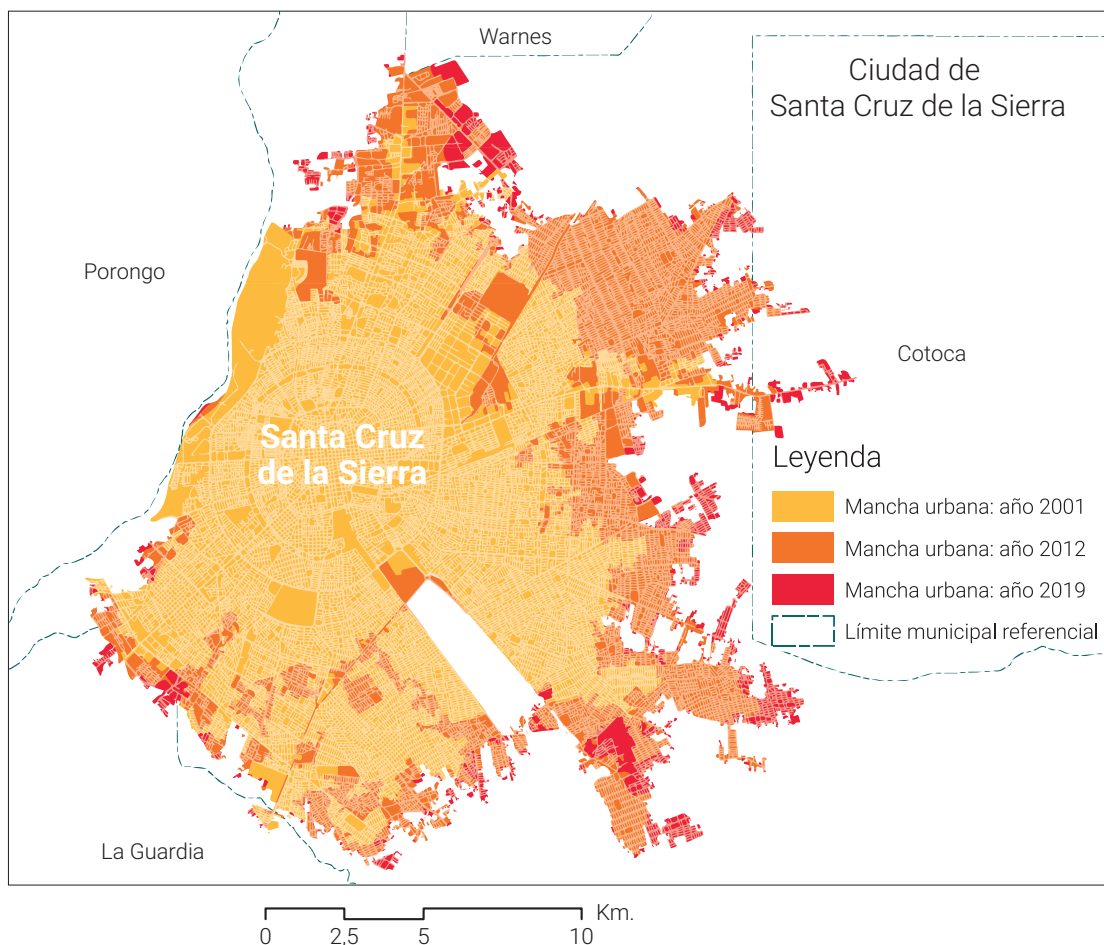 Warnes
Ciudad de
Santa Cruz de la Sierra
Porongo
Cotoca
Santa Cruz
de la Sierra
Leyenda
Mancha urbana: año 2001
Mancha urbana: año 2012
Mancha urbana: año 2019
Límite municipal referencial
La Guardia
Km.
0 2,5 5 10